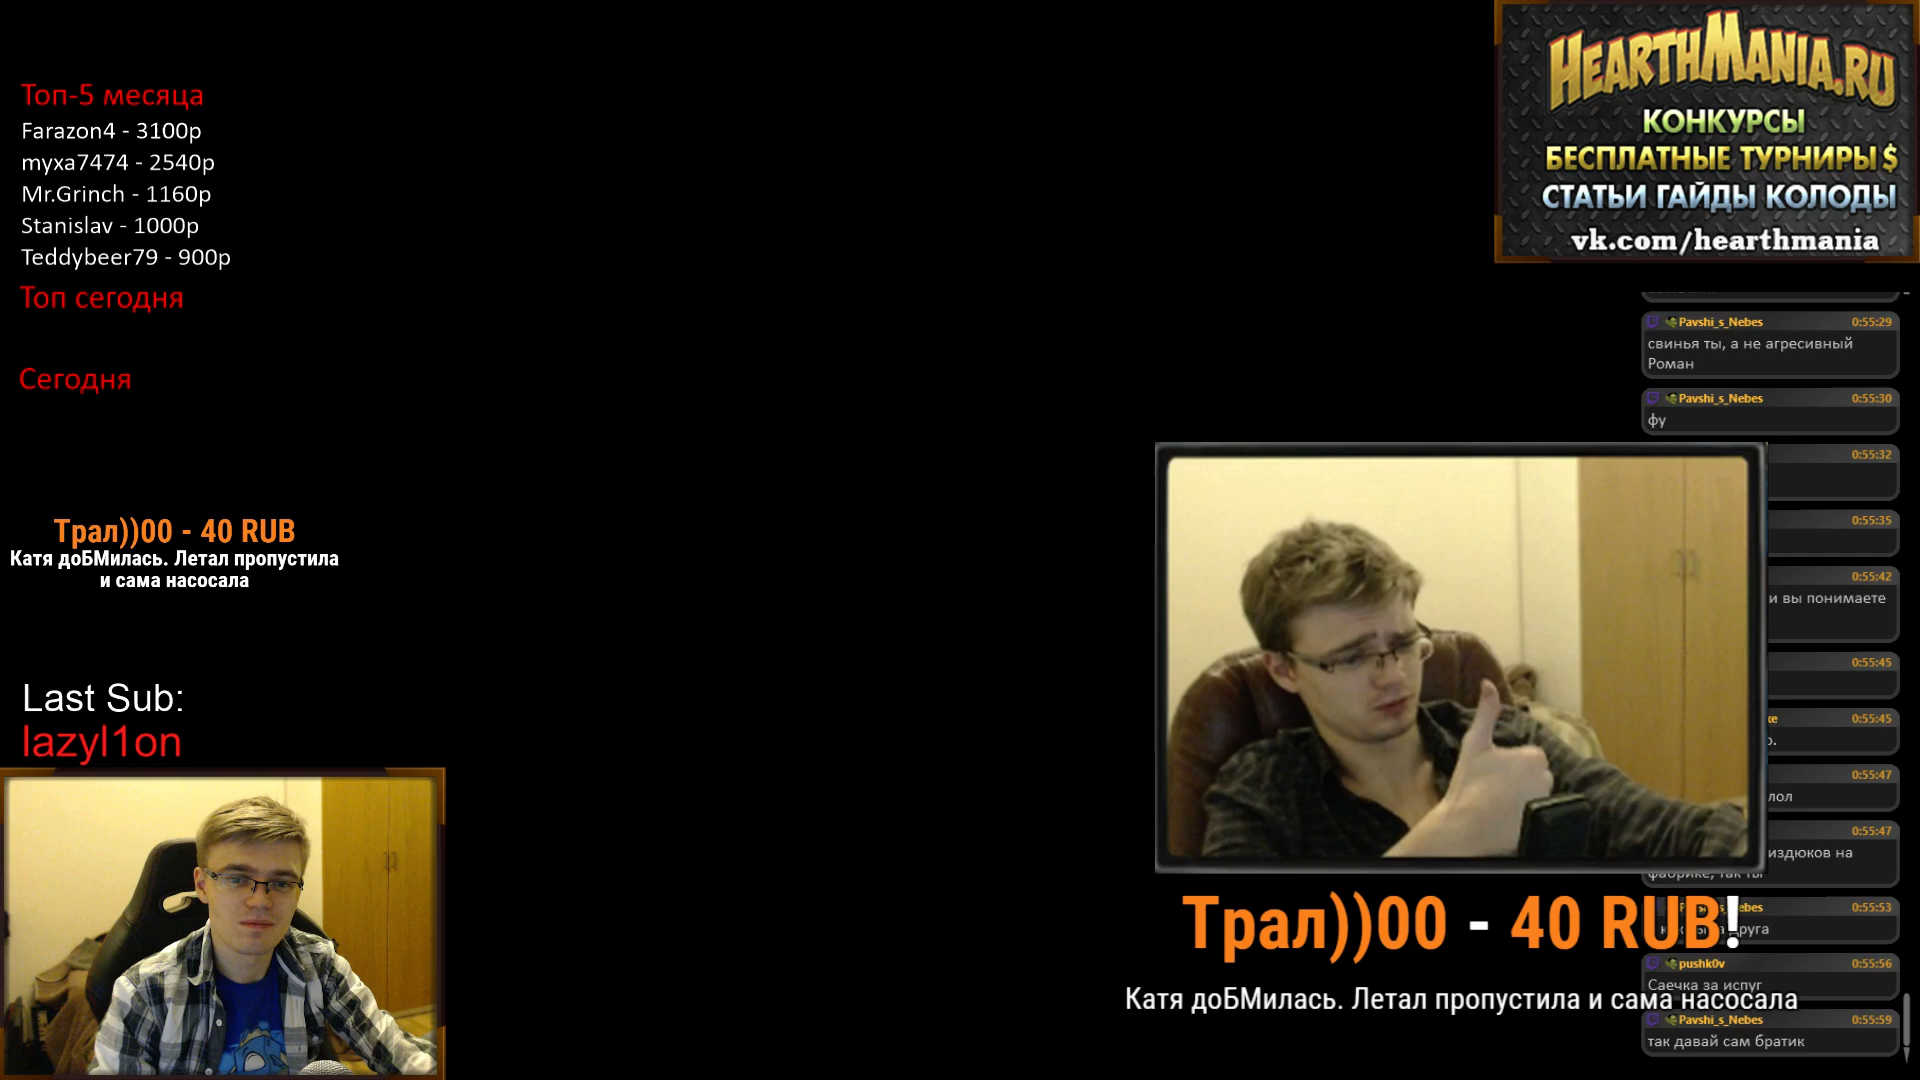 Топ-5 месяца
Farazon4 - 3100р
myxa7474 - 2540р
Mr.Grinch - 1160р
Stanislav - 1000р
Teddybeer79 - 900р
Топ сегодня
Сегодня
Трал))00 - 40 RUB
Катя доБМилась. Летал пропустила
и сама насосала
Last Sub:
lazyl1on
HEARTHMANIA.RU
КОНКУРСЫ
БЕСПЛАТНЫЕ ТУРНИРЫ$
СТАТЬИ ГАЙДЫ КОЛОДЫ
vk.com/hearthmania
Pavshi_s_Nebes 0:55:29
свинья ты, а не агресивный
Роман
Pavshi_s_Nebes 0:55:30
фу
0:55:32
0:55:35
0:55:42
и вы понимаете
0:55:45
0:55:45
0:55:47
лол
0:55:47
на
0:55:53
0:55:56
pushk0v
Саечка за испуг
Pavshi_s_Nebes 0:55:59
так давай сам братик
Трал))00 - 40 RUB!
Катя доБМилась. Летал пропустила и сама насосала